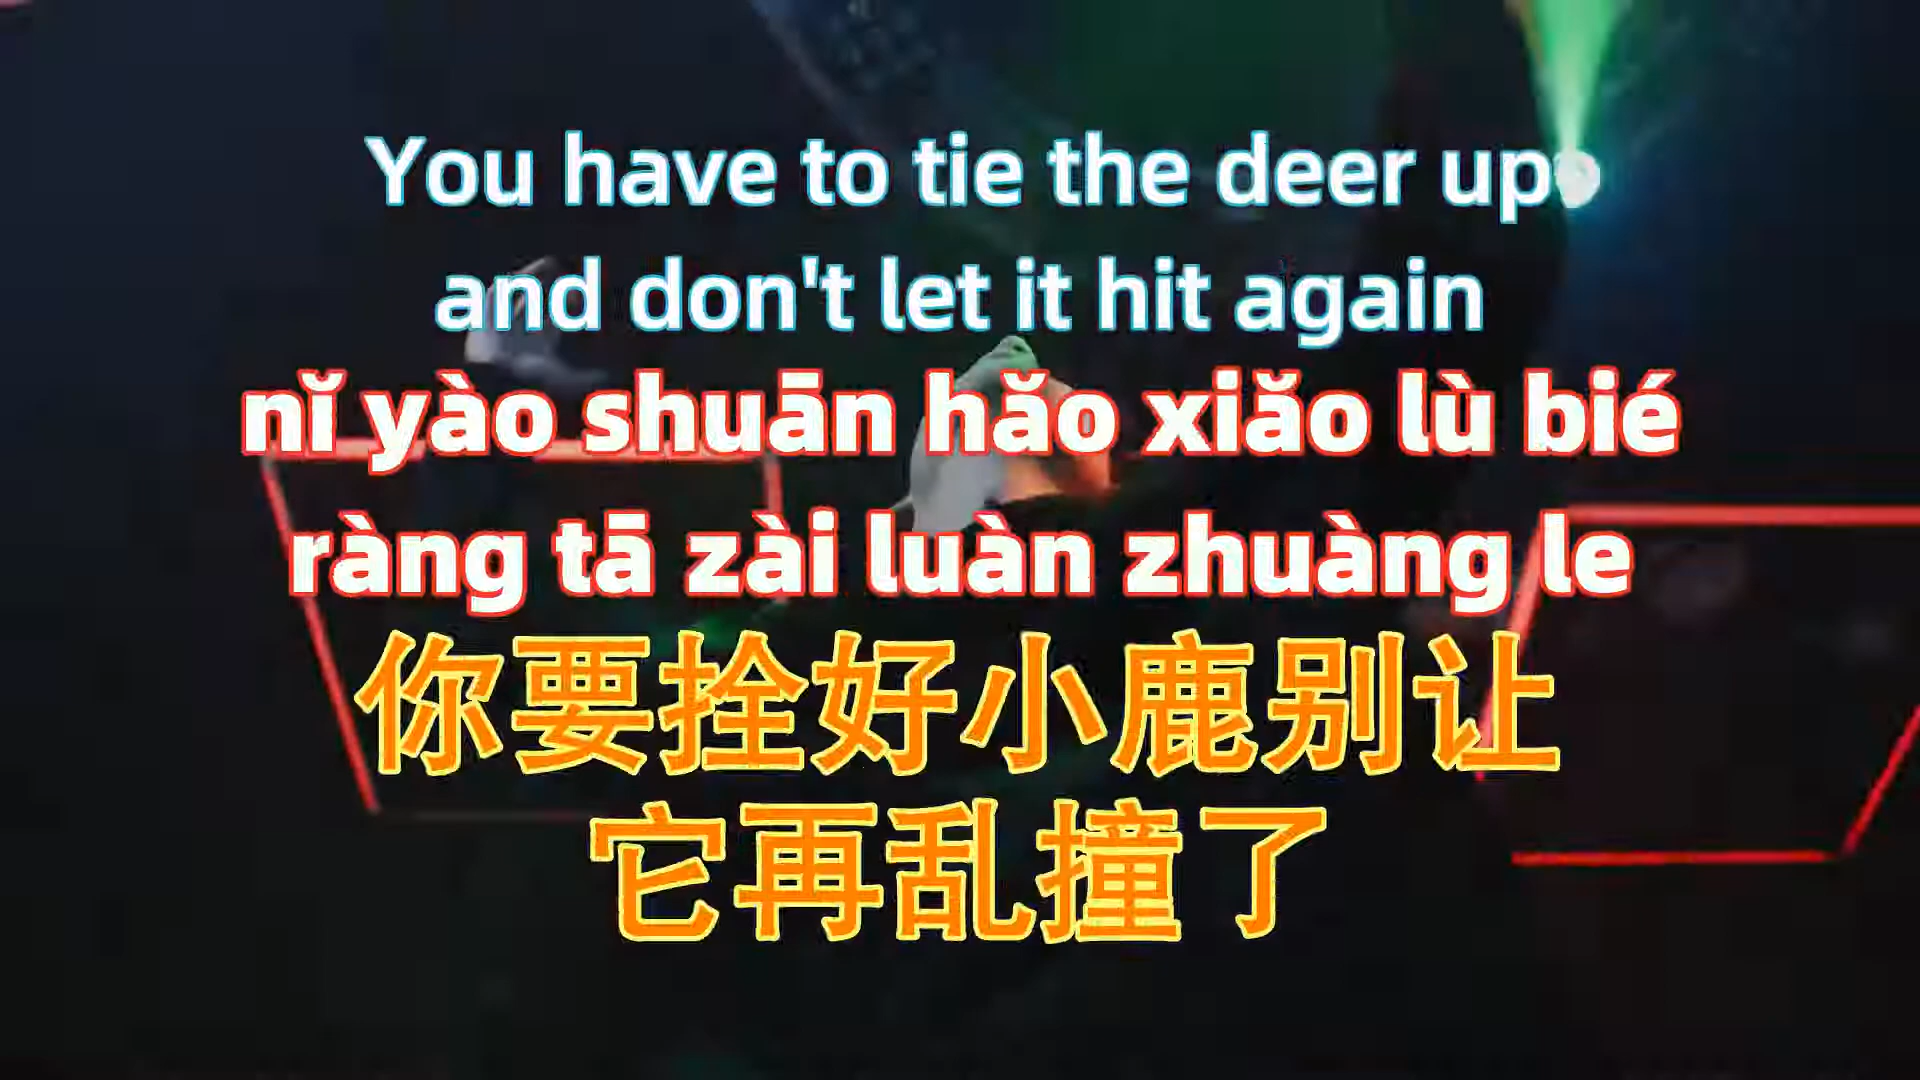 You have to tie the deer up
and don't let it hit again
nǐ yào shuān hǎo xiǎo lù bié
ràng tā zài luàn zhuàng le
你要拴好小鹿别让
它再乱撞了